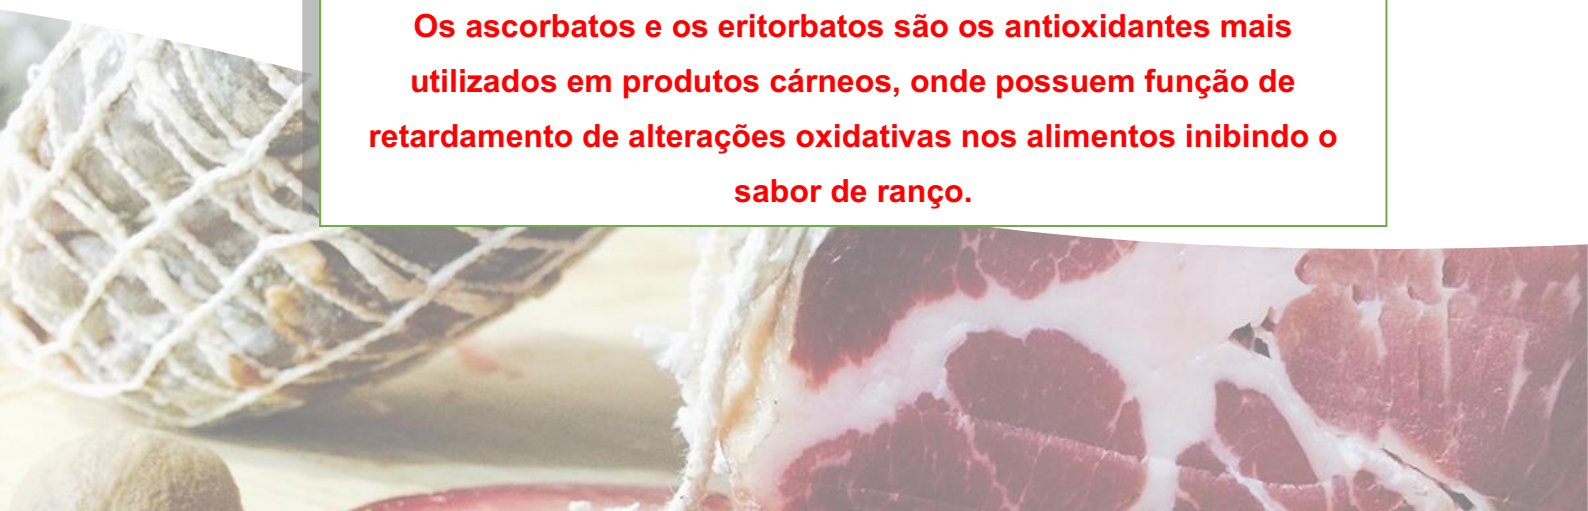 Os ascorbatos e os eritorbatos são os antioxidantes mais
utilizados em produtos cárneos, onde possuem função de
retardamento de alterações oxidativas nos alimentos inibindo o
sabor de ranço.